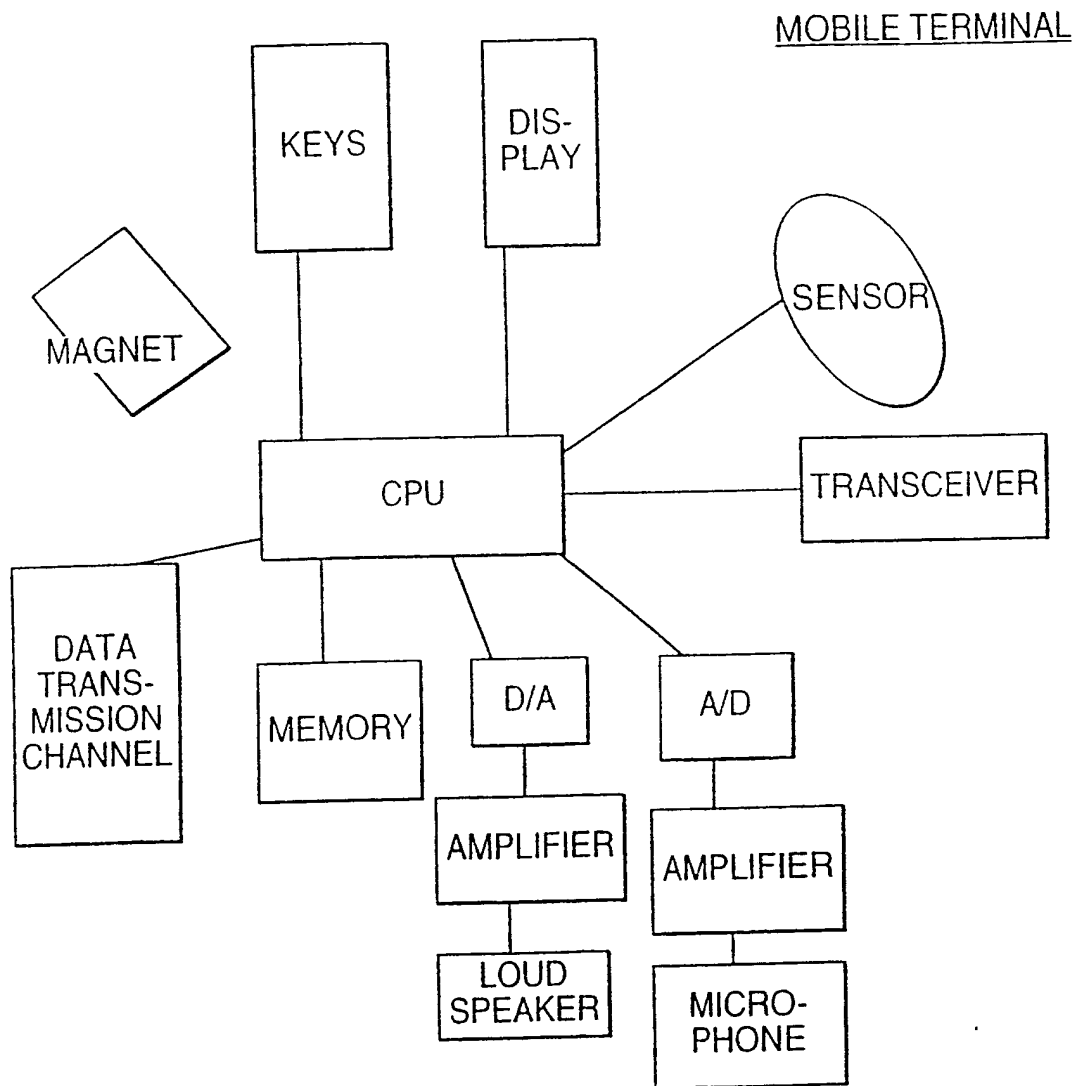 MOBILE TERMINAL
KEYS
DIS-
PLAY
SENSOR
MAGNET
CPU
TRANSCEIVER
DATA
TRANS-
MISSION
CHANNEL
MEMORY
D/A
A/D
AMPLIFIER
AMPLIFIER
LOUD
SPEAKER
MICRO-
PHONE